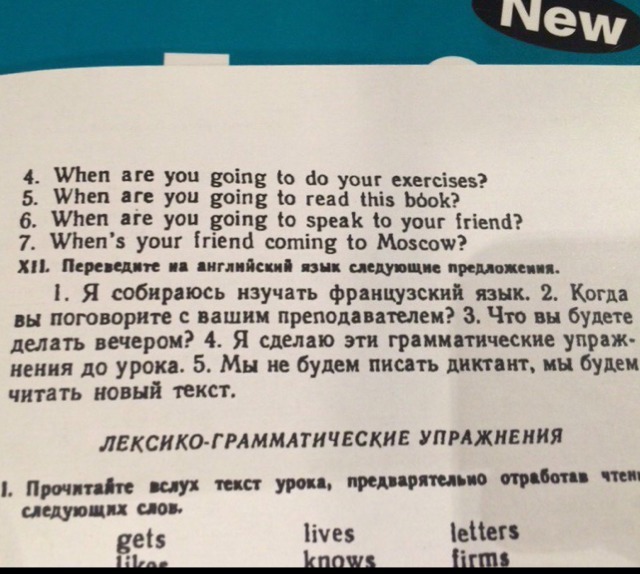 New
4. When are you going to do your exercises?
5. When are you going to read this book?
6. When are you going to speak to your friend?
7. When's your friend coming to Moscow?
XII. Переведите на английский язык следующие предложения.
1. Я собираюсь изучать французский язык. 2. Когда
вы поговорите с вашим преподавателем? 3. Что вы будете
делать вечером? 4. Я сделаю эти грамматические упраж-
нения до урока. 5. Мы не будем писать диктант, мы будем
читать новый текст.
ЛЕКСИКО-ГРАММАТИЧЕСКИЕ УПРАЖНЕНИЯ
I. Прочитайте вслух текст урока, предварительно отработав
следующих слов.
gets lives letters
likes knows firms